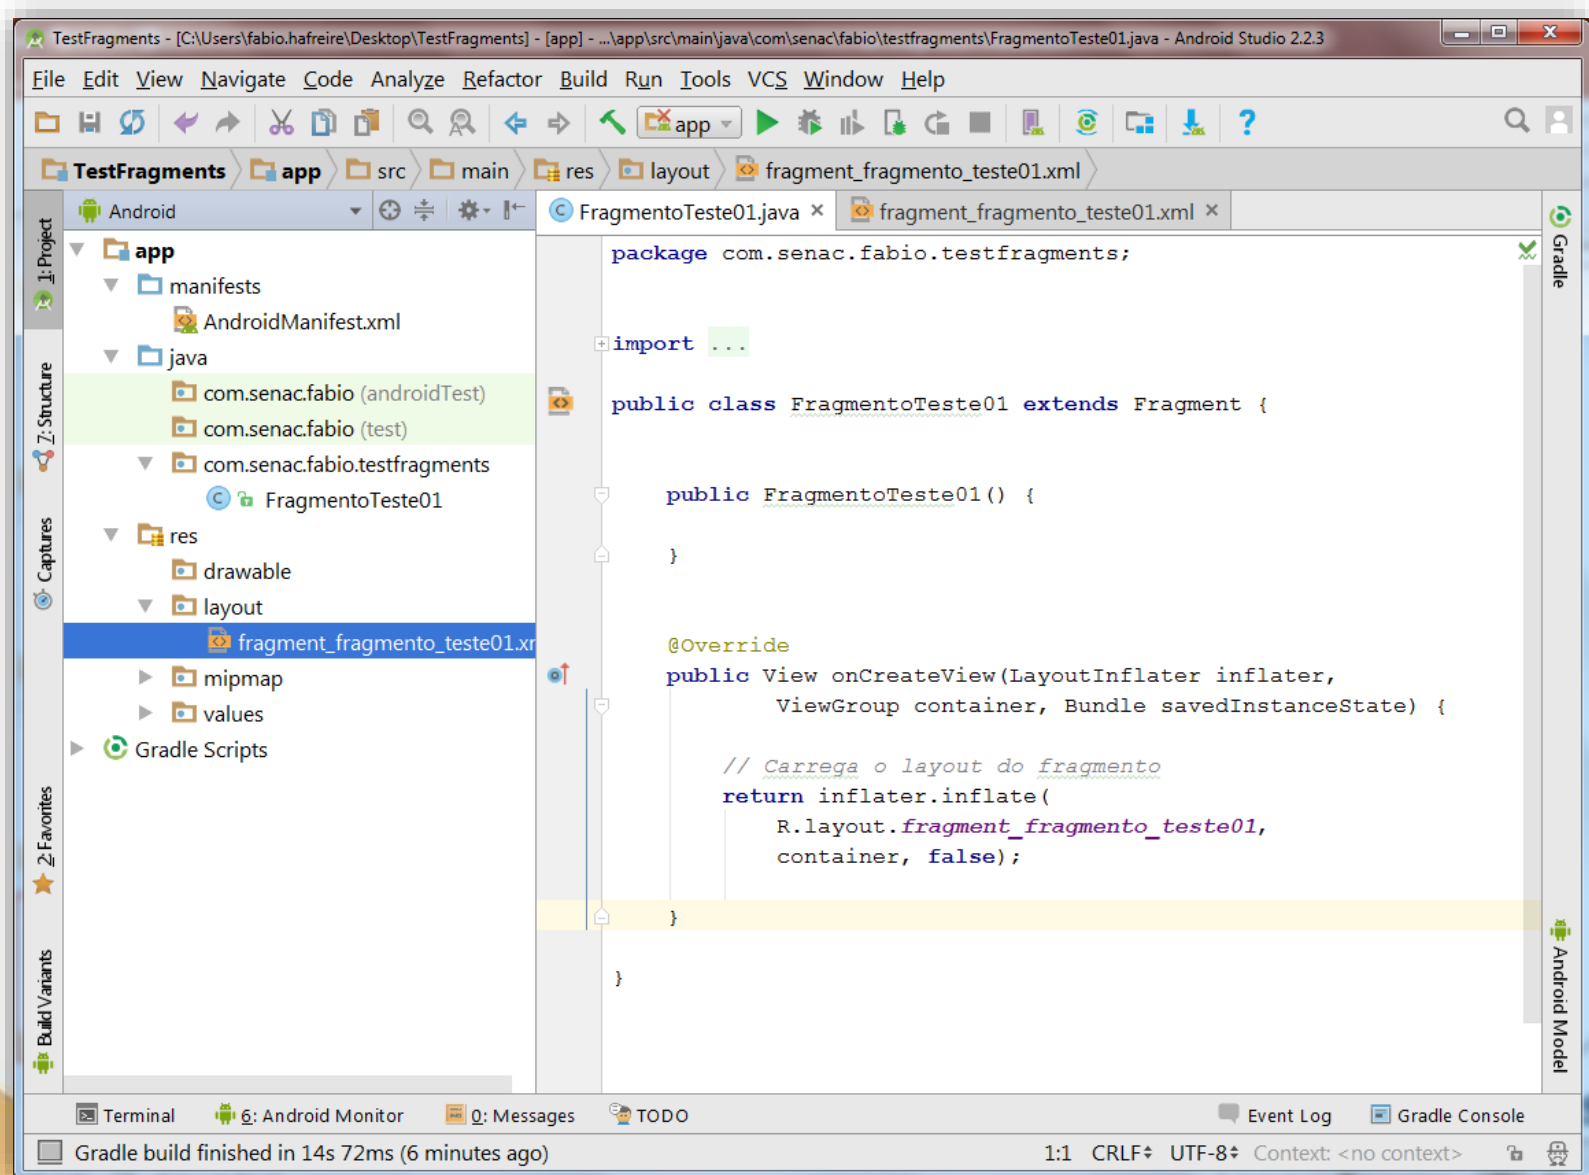 TestFragments - [C:\Users\fabio.hafreire\Desktop\TestFragments] - [app] - ...\app\src\main\java\com\senac\fabio\testfragments\FragmentoTeste01.java - Android Studio 2.2.3
File Edit View Navigate Code Analyze Refactor Build Run Tools VCS Window Help
app
TestFragments app src main res layout fragment_fragmento_teste01.xml
Android
FragmentoTeste01.java
fragment_fragmento_teste01.xml
1: Project
7: Structure
Captures
2: Favorites
Build Variants
app
manifests
AndroidManifest.xml
java
com.senac.fabio (androidTest)
com.senac.fabio (test)
com.senac.fabio.testfragments
FragmentoTeste01
res
drawable
layout
fragment_fragmento_teste01.xr
mipmap
values
Gradle Scripts
package com.senac.fabio.testfragments;
import ...
public class FragmentoTeste01 extends Fragment {
public FragmentoTeste01() {
}
@Override
public View onCreateView(LayoutInflater inflater,
ViewGroup container, Bundle savedInstanceState) {
// Carrega o layout do fragmento
return inflater.inflate(
R.layout.fragment_fragmento_teste01,
container, false);
}
}
Gradle
Android Model
Terminal 6: Android Monitor 0: Messages TODO Event Log Gradle Console
Gradle build finished in 14s 72ms (6 minutes ago) 1:1 CRLF UTF-8 Context: <no context>